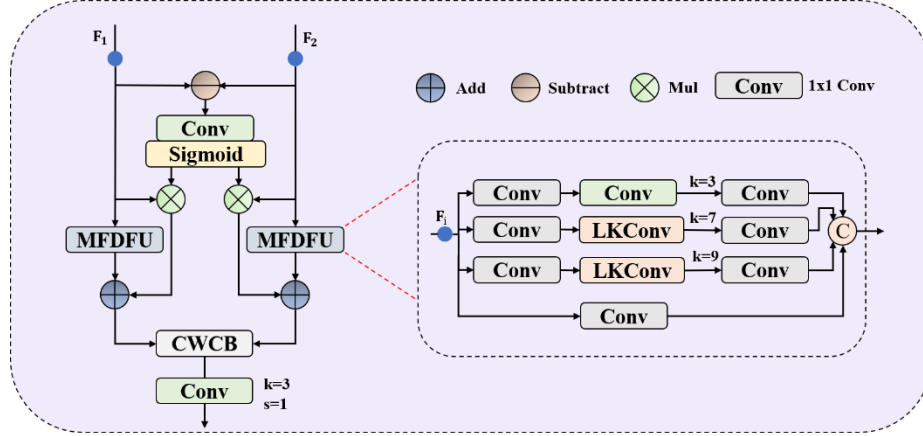 F1
F2
Add
Subtract
Mul
Conv
1x1 Conv
Conv
Sigmoid
MFDFU
MFDFU
CWCB
Conv
k=3
s=1
Fi
Conv
Conv
k=3
Conv
Conv
LKConv
k=7
Conv
C
Conv
LKConv
k=9
Conv
Conv